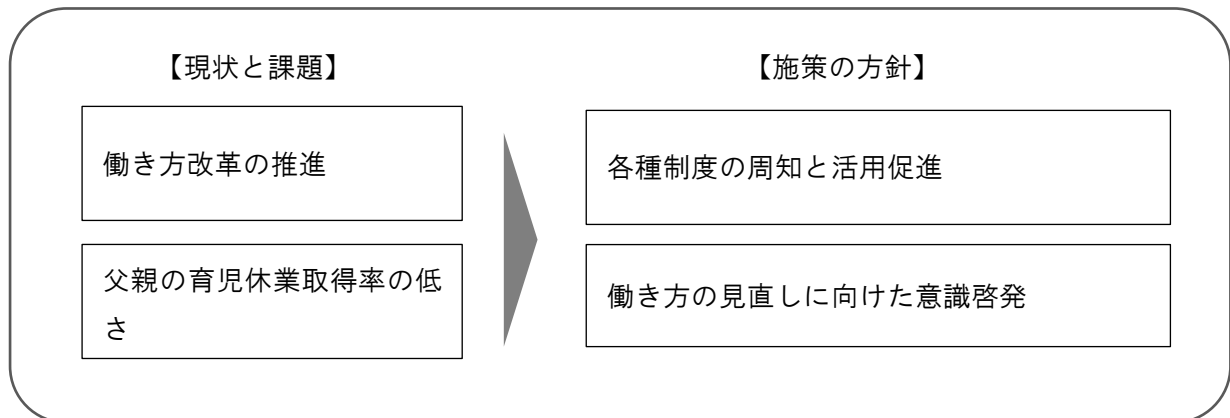 【現状と課題】
【施策の方針】
働き方改革の推進
各種制度の周知と活用促進
父親の育児休業取得率の低
さ
働き方の見直しに向けた意識啓発